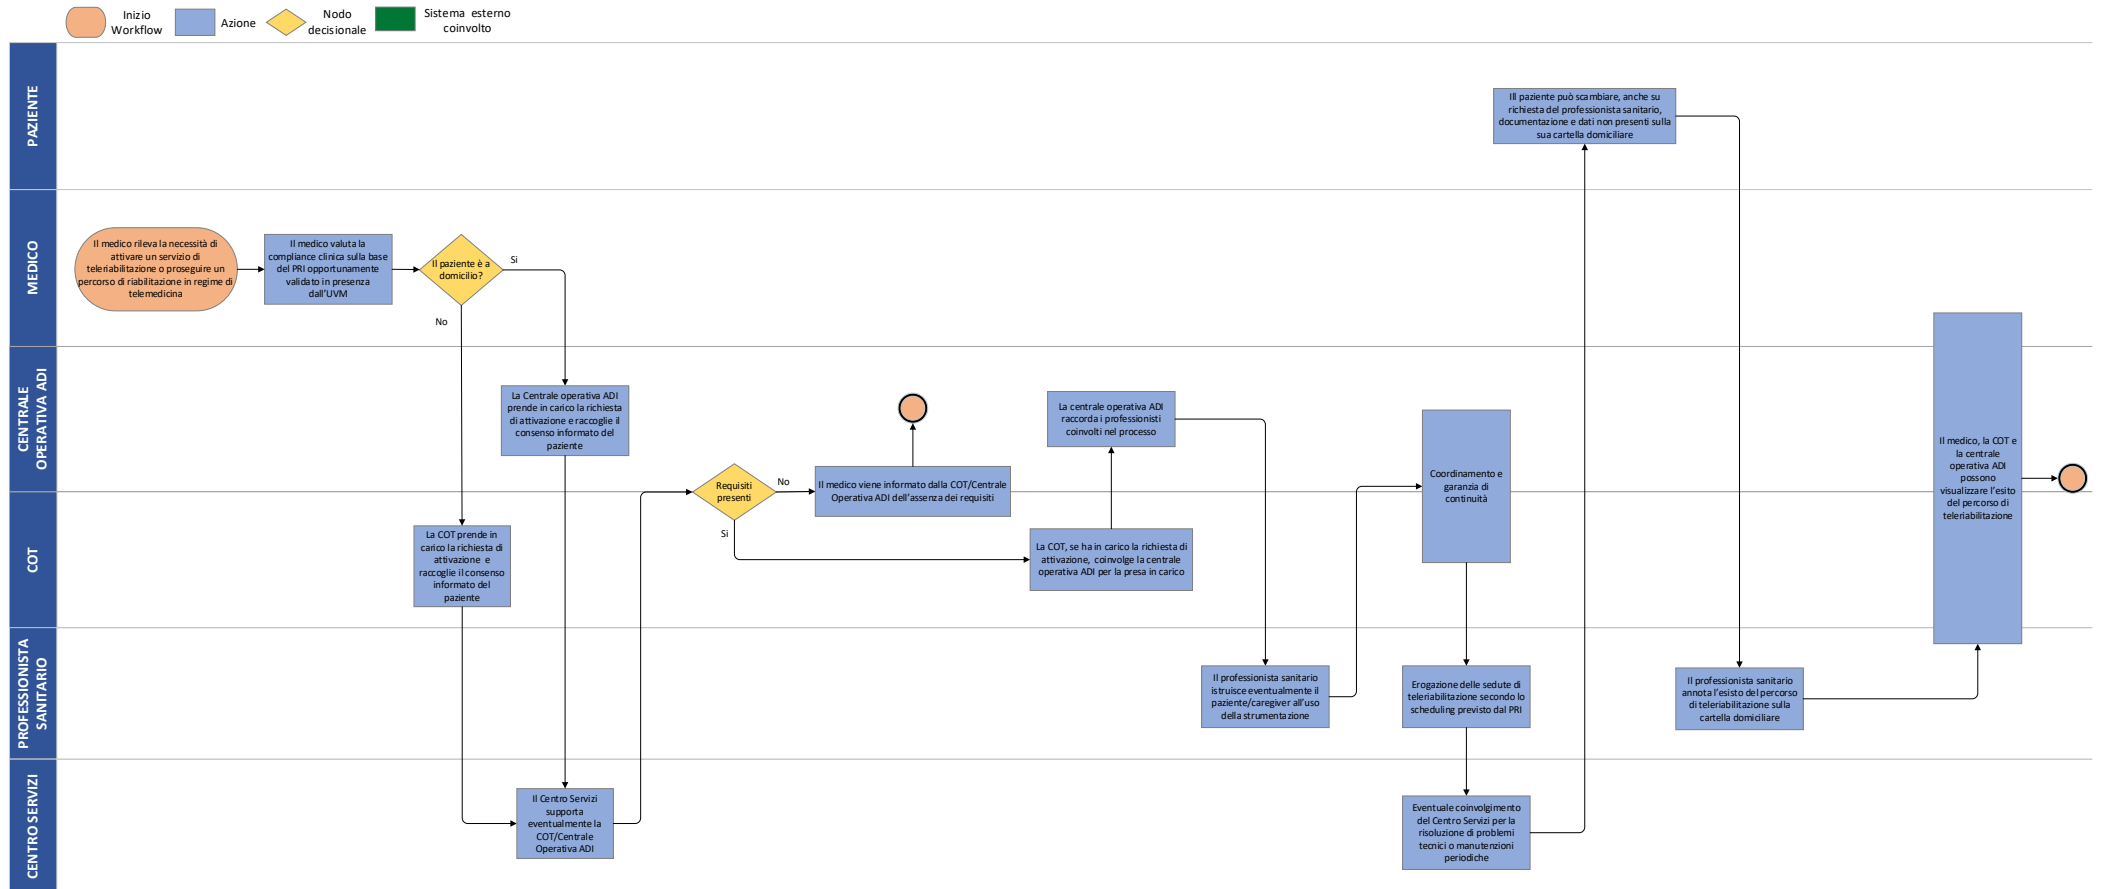 Inizio
Workflow
Azione
Nodo
decisionale
Sistema esterno
coinvolto
PAZIENTE
Ill paziente può scambiare, anche su
richiesta del professionista sanitario,
documentazione e dati non presenti sulla
sua cartella domiciliare
MEDICO
Il medico rileva la necessità di
attivare un servizio di
teleriabilitazione o proseguire un
percorso di riabilitazione in regime di
telemedicina
Il medico valuta la
compliance clinica sulla base
del PRI opportunamente
validato in presenza
dall'UVM
Il paziente è a
domicilio?
Si
No
CENTRALE
OPERATIVA ADI
La Centrale operativa ADI
prende in carico la richiesta
di attivazione e raccoglie il
consenso informato del
paziente
Requisiti
presenti
No
Si
Il medico viene informato dalla COT/Centrale
Operativa ADI dell'assenza dei requisiti
La centrale operativa ADI
raccorda i professionisti
coinvolti nel processo
Coordinamento e
garanzia di
continuità
Il medico, la COT e
la centrale
operativa ADI
possono
visualizzare l'esito
del percorso di
teleriabilitazione
COT
La COT prende in
carico la richiesta di
attivazione e
raccoglie il consenso
informato del
paziente
La COT, se ha in carico la richiesta di
attivazione, coinvolge la centrale
operativa ADI per la presa in carico
PROFESSIONISTA
SANITARIO
Il professionista sanitario
istruisce eventualmente il
paziente/caregiver all'uso
della strumentazione
Erogazione delle sedute di
teleriabilitazione secondo lo
scheduling previsto dal PRI
Il professionista sanitario
annota l'esisto del percorso
di teleriabilitazione sulla
cartella domiciliare
CENTRO SERVIZI
Il Centro Servizi
supporta
eventualmente la
COT/Centrale
Operativa ADI
Eventuale coinvolgimento
del Centro Servizi per la
risoluzione di problemi
tecnici o manutenzioni
periodiche